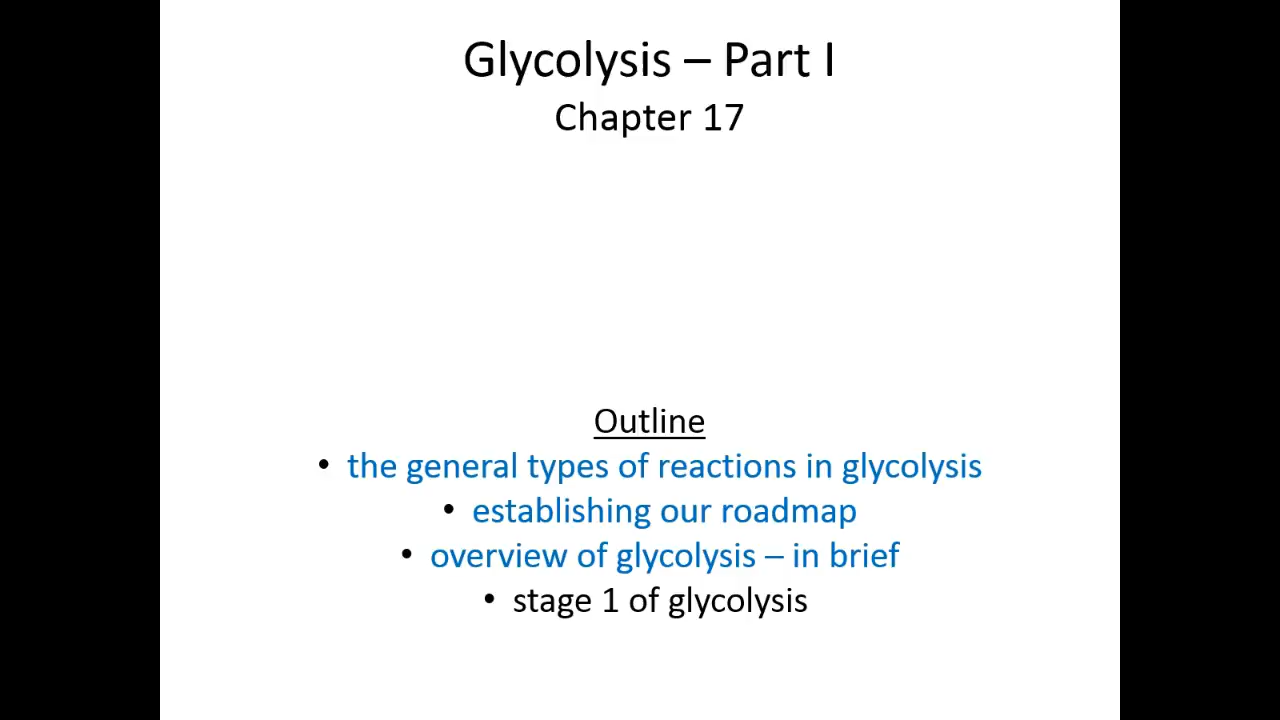 Glycolysis – Part I
Chapter 17
Outline
• the general types of reactions in glycolysis
• establishing our roadmap
• overview of glycolysis – in brief
• stage 1 of glycolysis